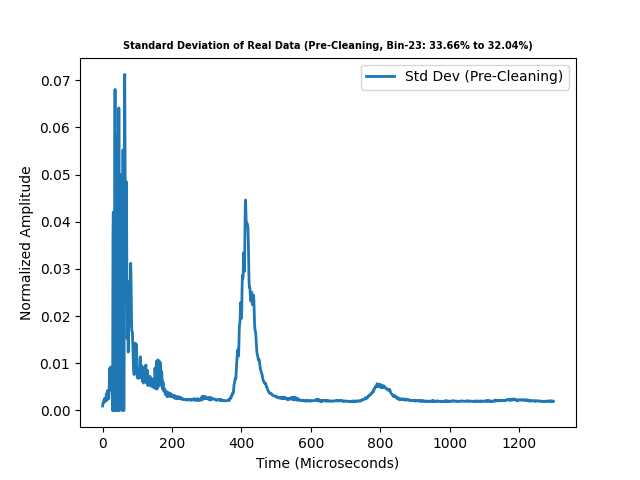 Standard Deviation of Real Data (Pre-Cleaning, Bin-23: 33.66% to 32.04%)
Std Dev (Pre-Cleaning)
Normalized Amplitude
0.07
0.06
0.05
0.04
0.03
0.02
0.01
0.00
0 200 400 600 800 1000 1200
Time (Microseconds)